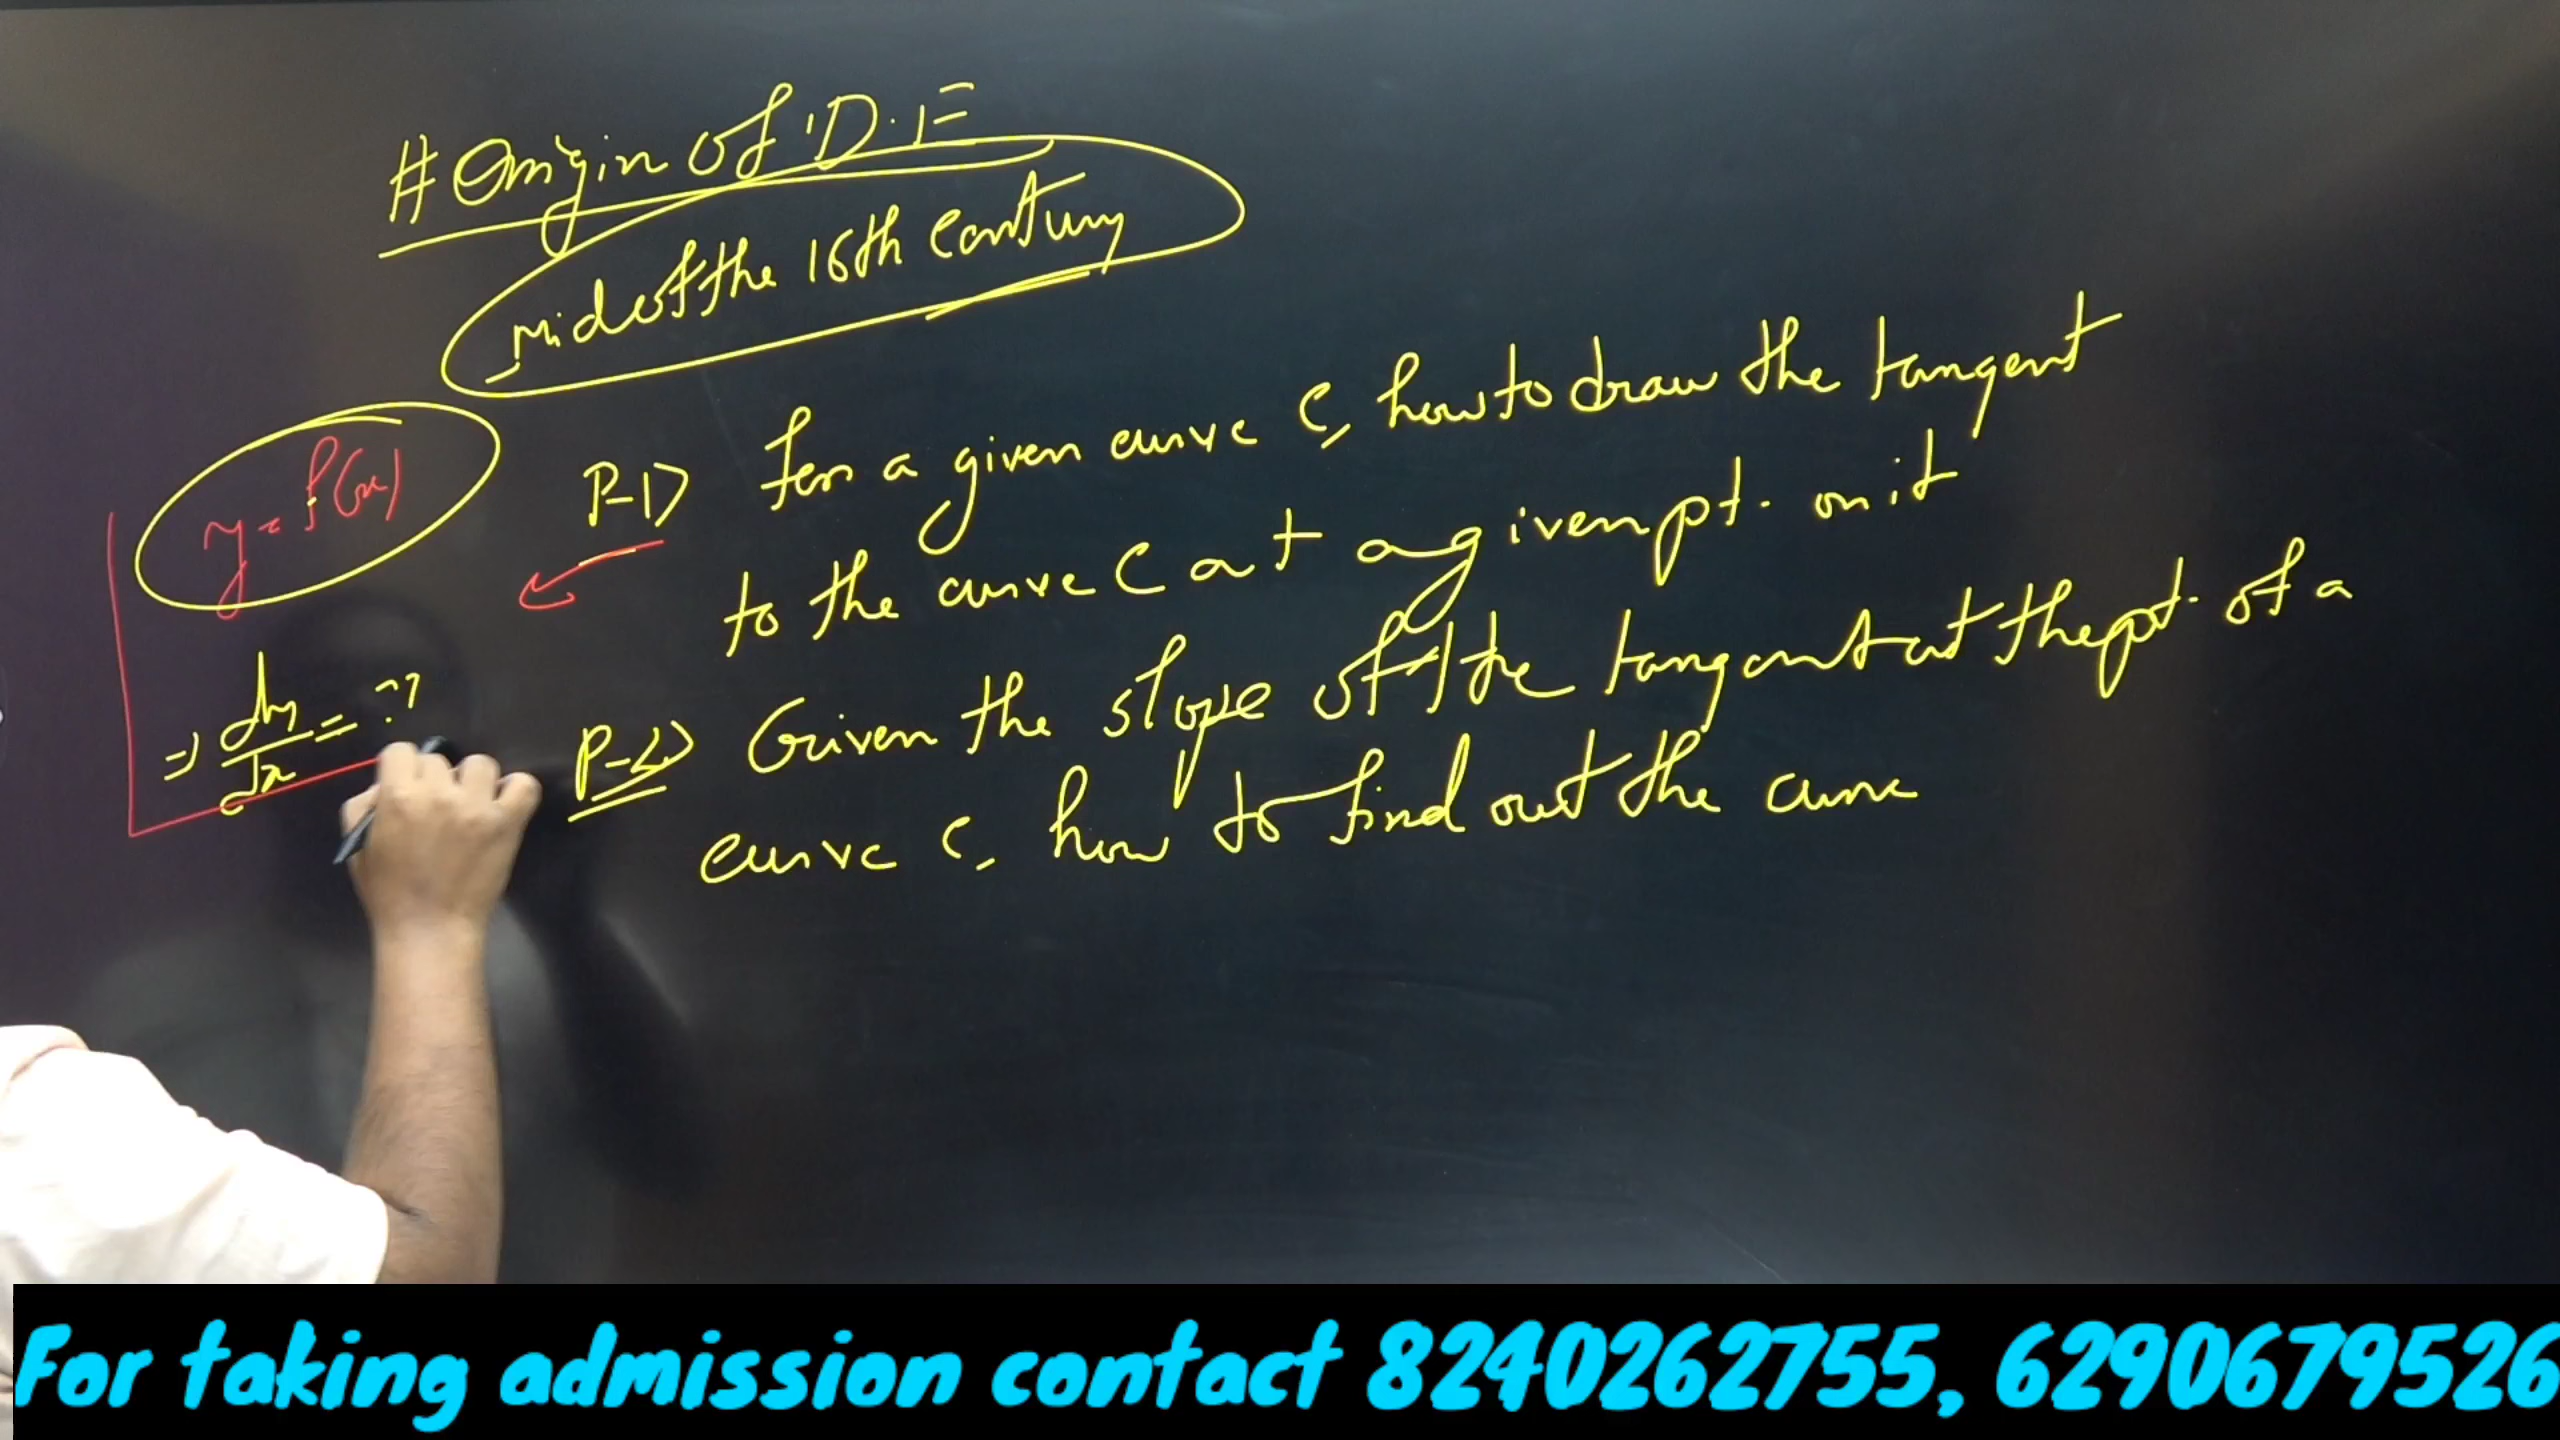 # Origin of D.E
mid of the 16th century
y = f(x)
⇒ dy/dx = ??
P-1> For a given curve C, how to draw the tangent
to the curve C at a given pt. on it
P-2> Given the slope of the tangent at the pt. of a
curve C, how to find out the curve
For taking admission contact 8240262755, 6290679526